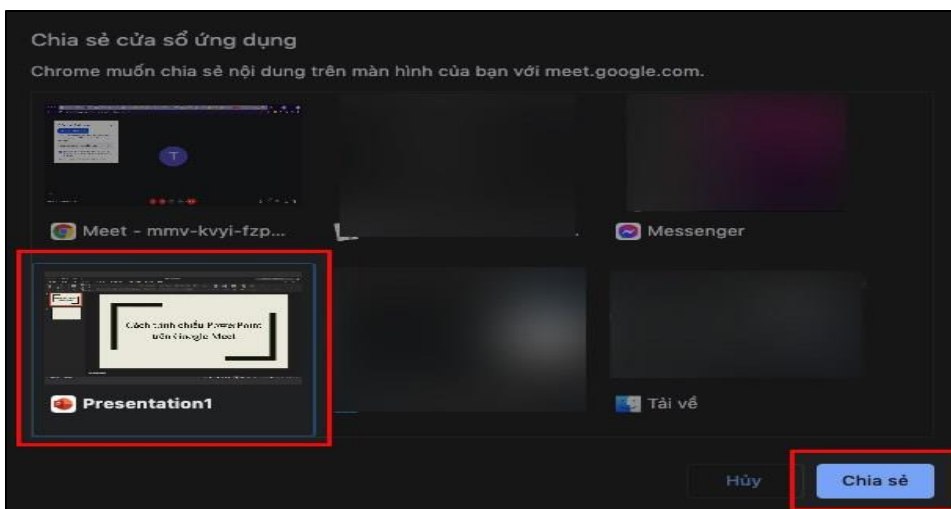 Chia sẻ cửa sổ ứng dụng
Chrome muốn chia sẻ nội dung trên màn hình của bạn với meet.google.com.
T
Meet - mmv-kvyi-fzp...
Messenger
Cách trình chiếu PowerPoint
trên Google Meet
Presentation1
Tải về
Hủy
Chia sẻ